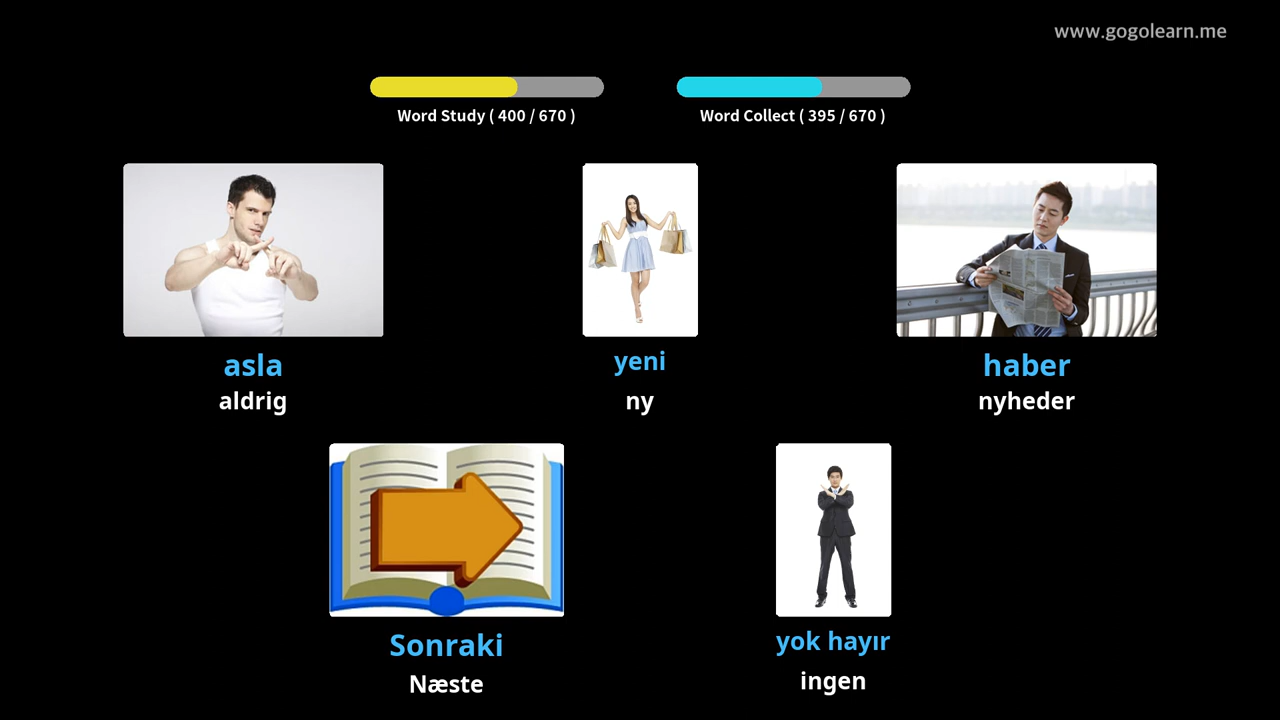 www.gogolearn.me
Word Study ( 400 / 670 )
Word Collect ( 395 / 670 )
asla
aldrig
yeni
ny
haber
nyheder
Sonraki
Næste
yok hayır
ingen